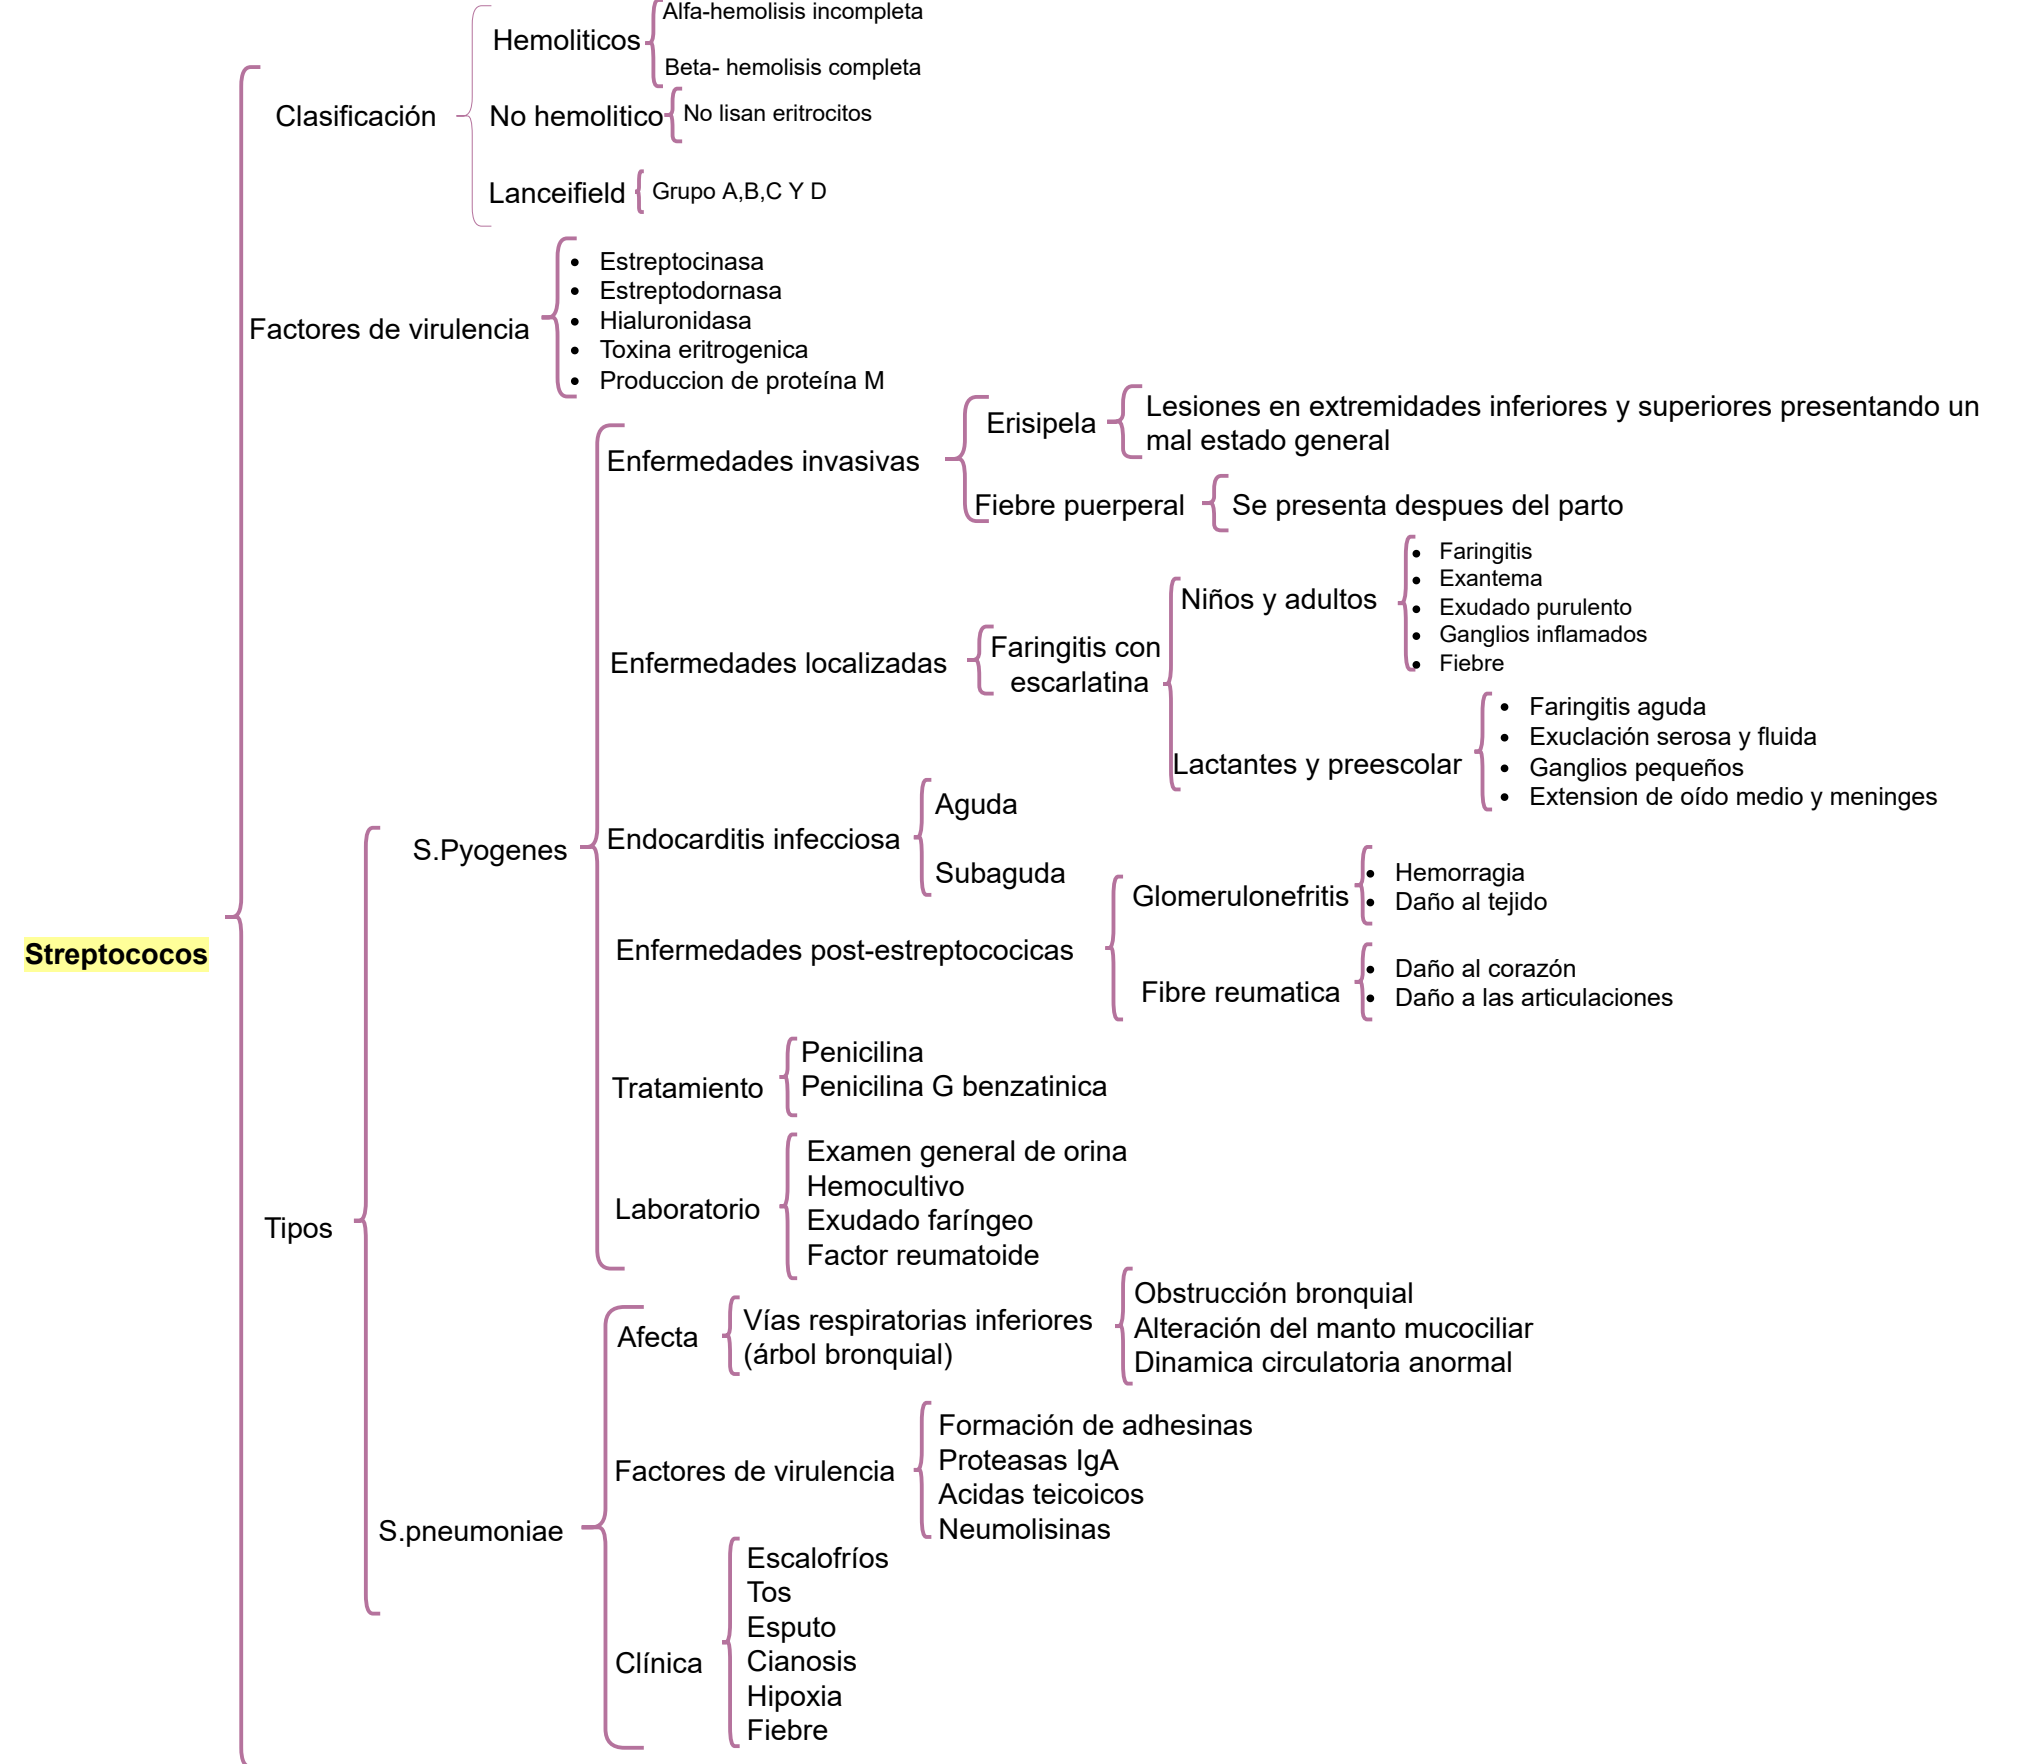 Streptococos
Clasificación
Hemoliticos
Alfa-hemolisis incompleta
Beta- hemolisis completa
No hemolitico
No lisan eritrocitos
Lanceifield
Grupo A,B,C Y D
Factores de virulencia
• Estreptocinasa
• Estreptodornasa
• Hialuronidasa
• Toxina eritrogenica
• Produccion de proteína M
Tipos
S.Pyogenes
Enfermedades invasivas
Erisipela
Lesiones en extremidades inferiores y superiores presentando un
mal estado general
Fiebre puerperal
Se presenta despues del parto
Enfermedades localizadas
Faringitis con
escarlatina
Niños y adultos
• Faringitis
• Exantema
• Exudado purulento
• Ganglios inflamados
• Fiebre
Lactantes y preescolar
• Faringitis aguda
• Exuclación serosa y fluida
• Ganglios pequeños
• Extension de oído medio y meninges
Endocarditis infecciosa
Aguda
Subaguda
Enfermedades post-estreptococicas
Glomerulonefritis
• Hemorragia
• Daño al tejido
Fibre reumatica
• Daño al corazón
• Daño a las articulaciones
Tratamiento
Penicilina
Penicilina G benzatinica
Laboratorio
Examen general de orina
Hemocultivo
Exudado faríngeo
Factor reumatoide
S.pneumoniae
Afecta
Vías respiratorias inferiores
(árbol bronquial)
Obstrucción bronquial
Alteración del manto mucociliar
Dinamica circulatoria anormal
Factores de virulencia
Formación de adhesinas
Proteasas IgA
Acidas teicoicos
Neumolisinas
Clínica
Escalofríos
Tos
Esputo
Cianosis
Hipoxia
Fiebre